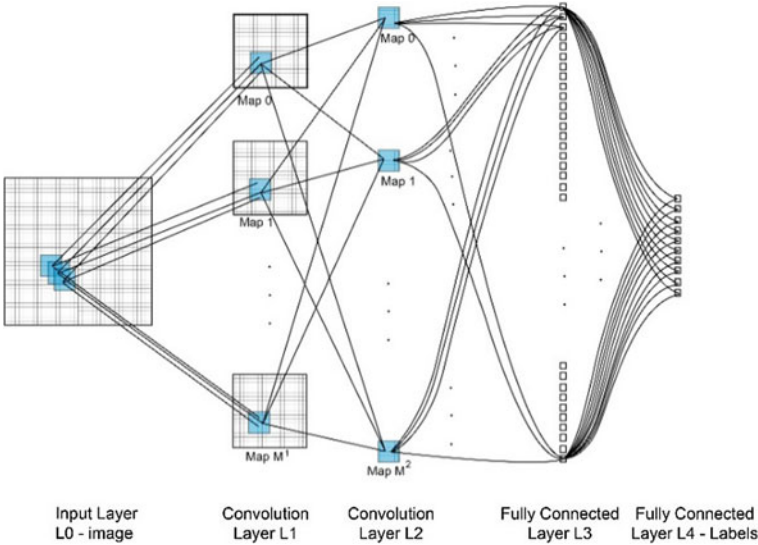 Map 0
Map 0
Map 1
Map 1
Map M¹
Map M²
Input Layer
L0 - image
Convolution
Layer L1
Convolution
Layer L2
Fully Connected
Layer L3
Fully Connected
Layer L4 - Labels